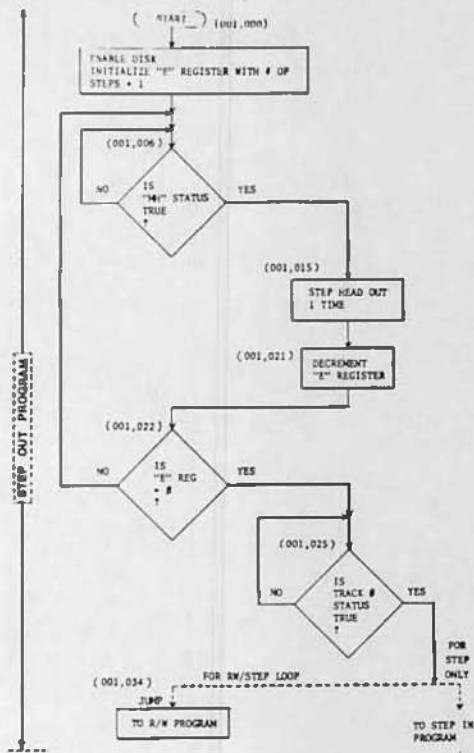 START (001,000)
ENABLE DISK
INITIALIZE "E" REGISTER WITH # OF
STEPS + 1
(001,006)
NO
IS
"MH" STATUS
TRUE
?
YES
(001,015)
STEP HEAD OUT
1 TIME
(001,021)
DECREMENT
"E" REGISTER
(001,022)
NO
IS
"E" REG
= Ø
?
YES
(001,025)
NO
IS
TRACK Ø
STATUS
TRUE
?
YES
STEP OUT PROGRAM
FOR
STEP
ONLY
FOR RW/STEP LOOP
(001,034)
JUMP
TO R/W PROGRAM
TO STEP IN
PROGRAM